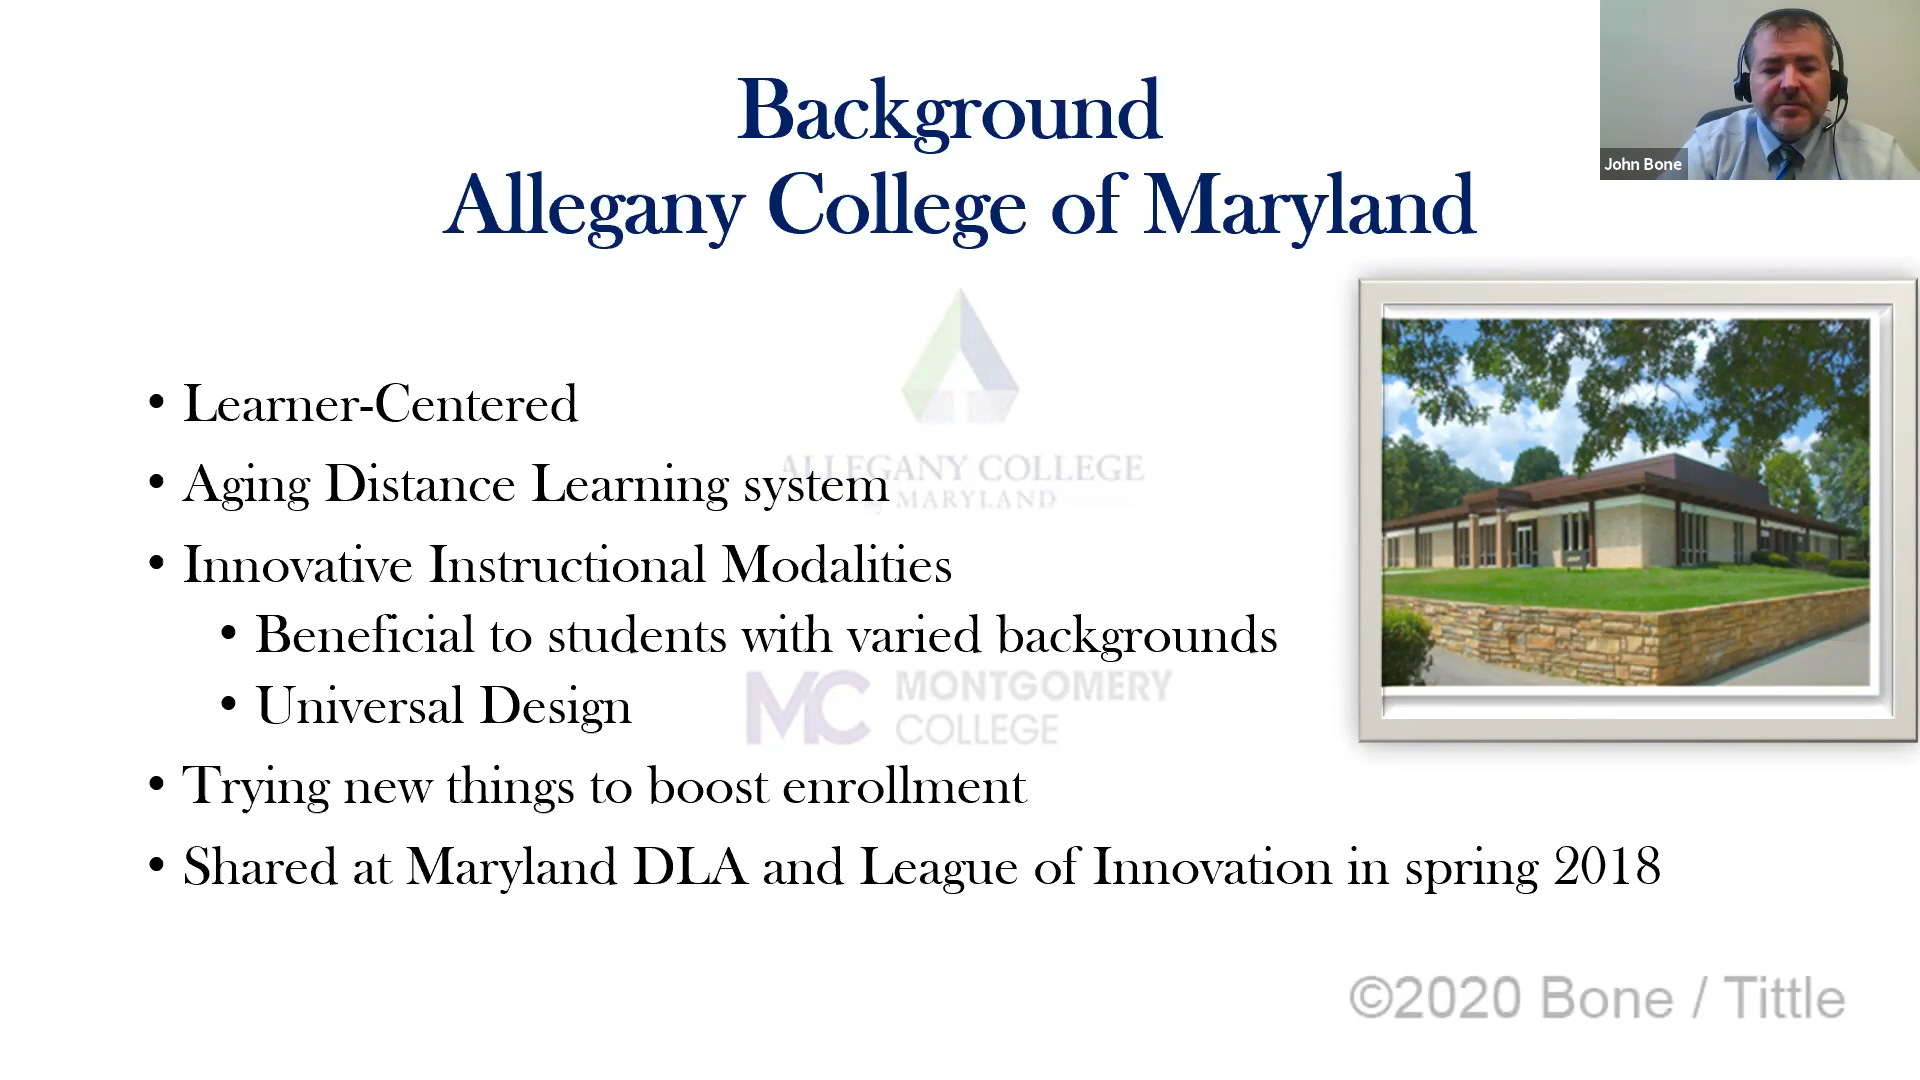 Background
Allegany College of Maryland
John Bone
• Learner-Centered
ALLEGANY COLLEGE
• Aging Distance Learning system
MARYLAND
• Innovative Instructional Modalities
• Beneficial to students with varied backgrounds
MC MONTGOMERY
COLLEGE
• Universal Design
• Trying new things to boost enrollment
• Shared at Maryland DLA and League of Innovation in spring 2018
©2020 Bone / Tittle